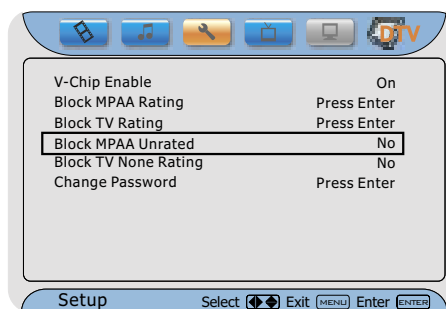 DTV
V-Chip Enable On
Block MPAA Rating Press Enter
Block TV Rating Press Enter
Block MPAA Unrated No
Block TV None Rating No
Change Password Press Enter
Setup Select Exit MENU Enter ENTER